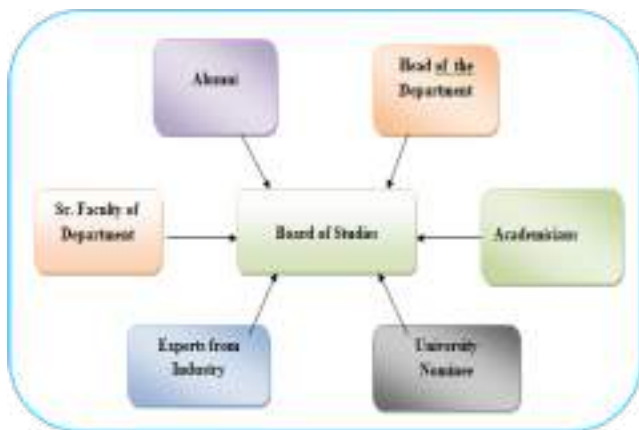 Alumni
Head of the
Department
Sr. Faculty of
Department
Board of Studies
Academicians
Experts from
Industry
University
Nominee